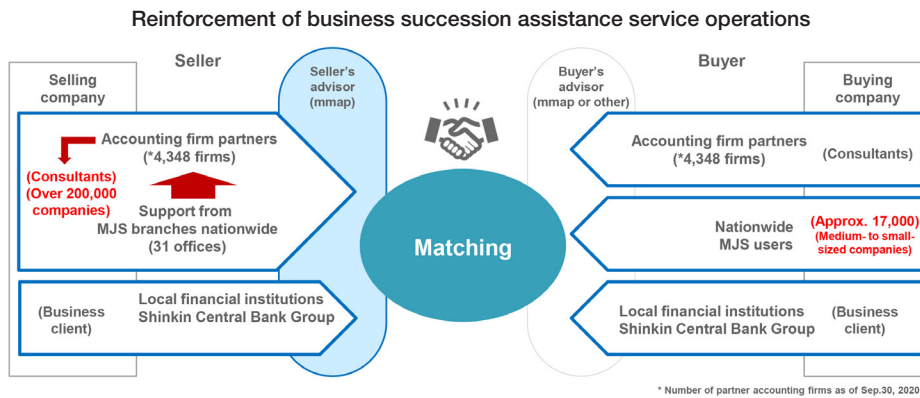 Reinforcement of business succession assistance service operations
Seller
Selling
company
Seller's
advisor
(mmap)
Accounting firm partners
(*4,348 firms)
(Consultants)
(Over 200,000
companies)
Support from
MJS branches nationwide
(31 offices)
(Business
client)
Local financial institutions
Shinkin Central Bank Group
Matching
Buyer
Buyer's
advisor
(mmap or other)
Buying
company
Accounting firm partners
(*4,348 firms)
(Consultants)
Nationwide
MJS users
(Approx. 17,000)
(Medium- to small-
sized companies)
Local financial institutions
Shinkin Central Bank Group
(Business
client)
* Number of partner accounting firms as of Sep.30, 2020